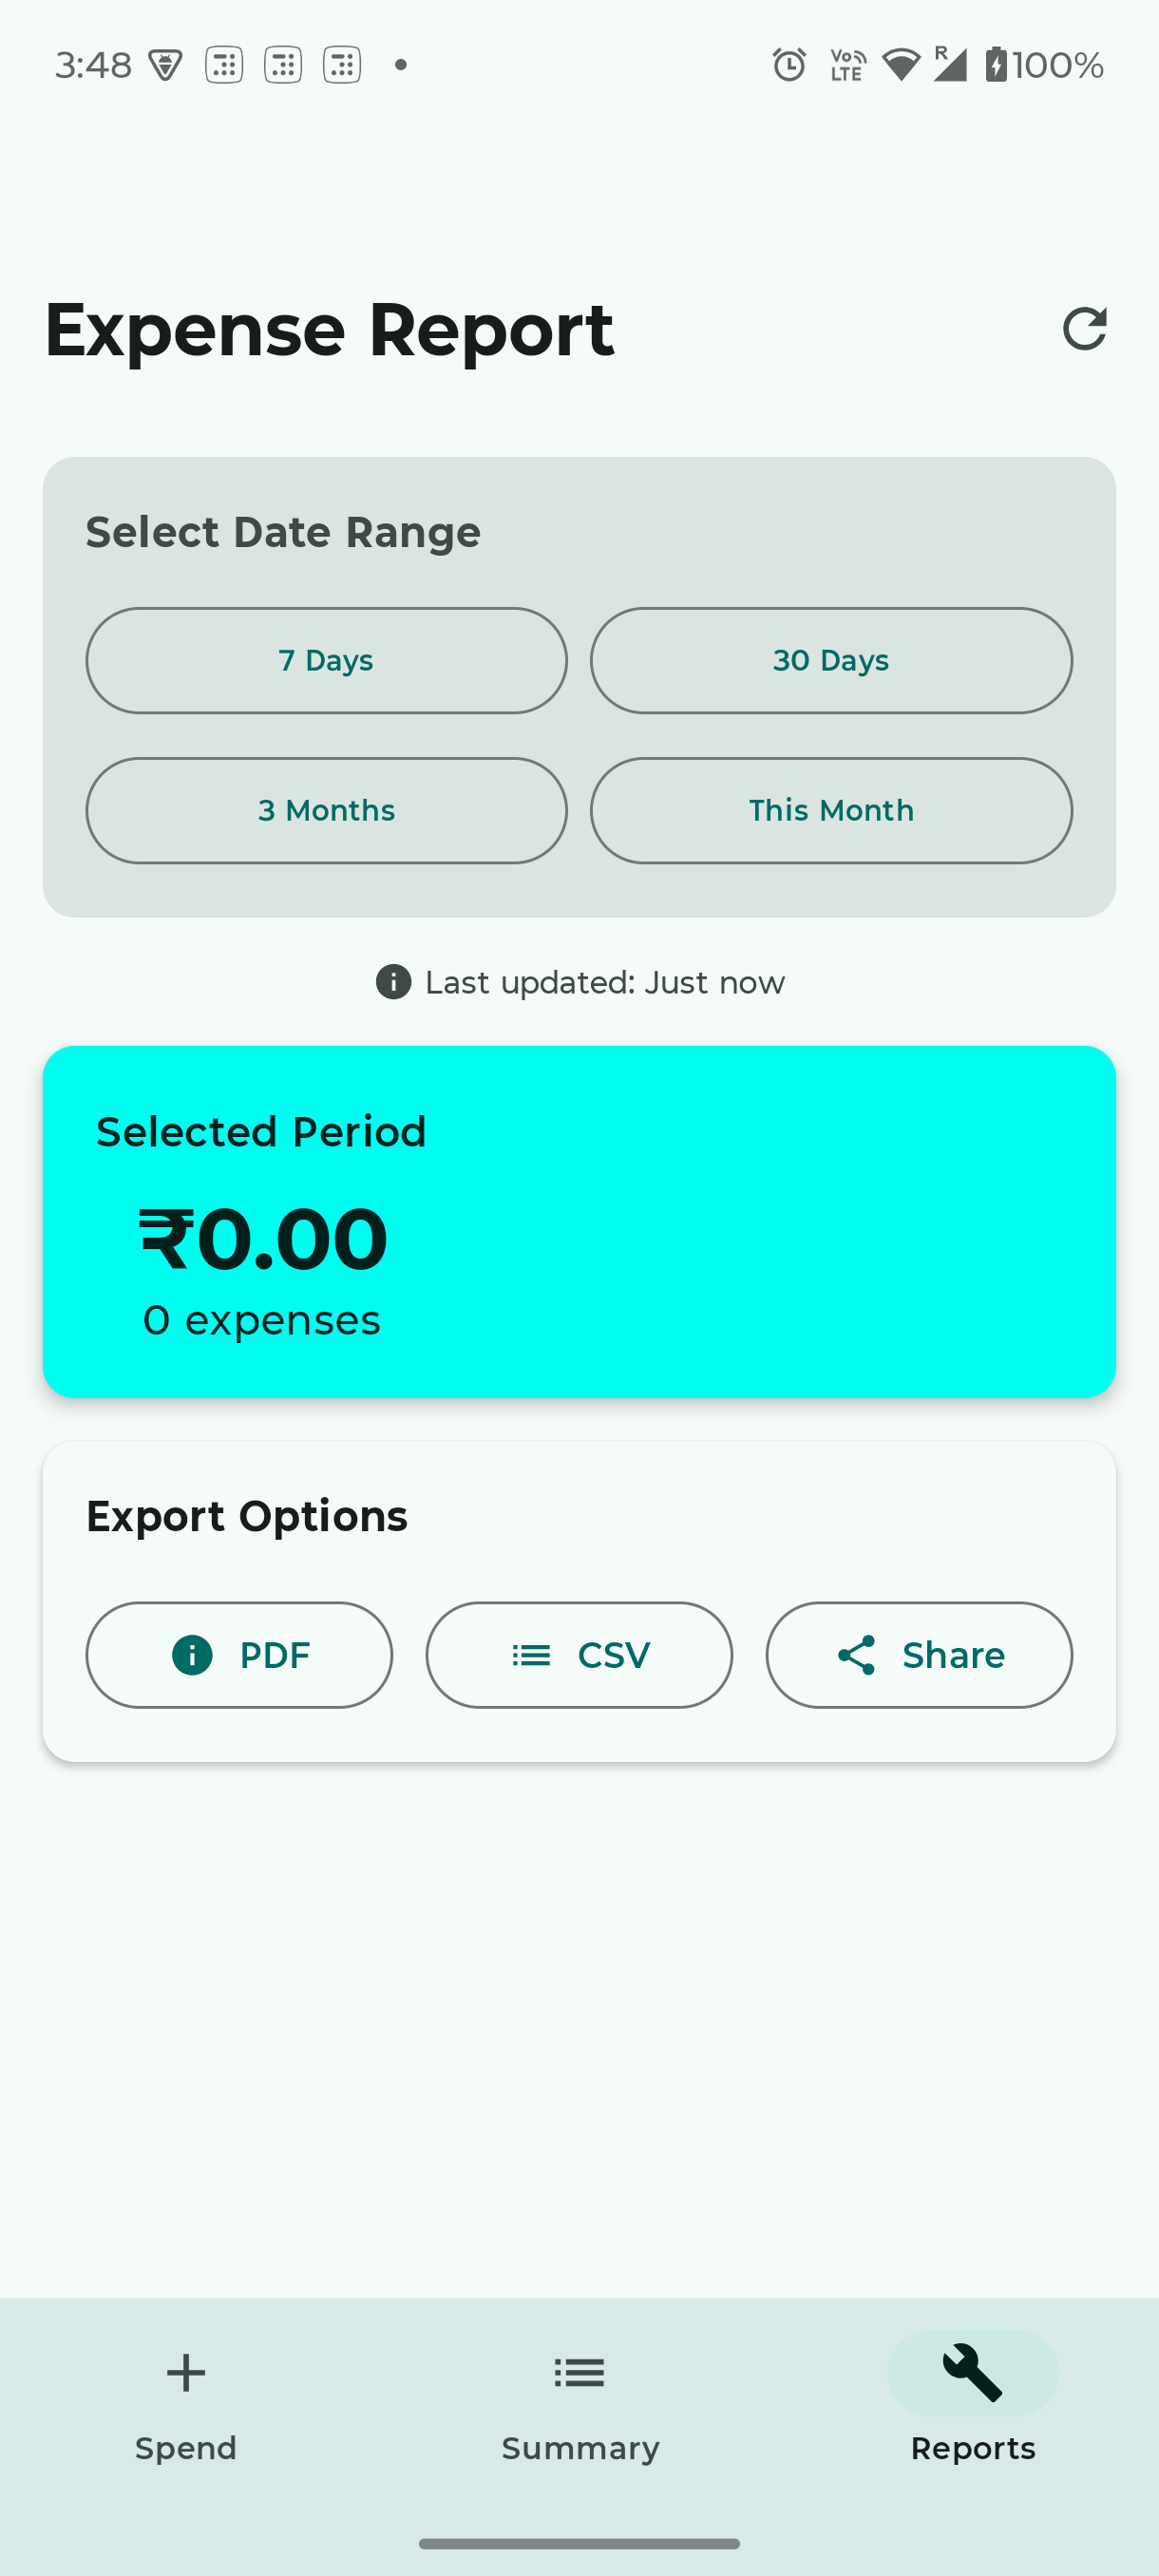 3:48
VoLTE R 100%
Expense Report
Select Date Range
7 Days 30 Days
3 Months This Month
Last updated: Just now
Selected Period
₹0.00
0 expenses
Export Options
PDF CSV Share
Spend Summary Reports